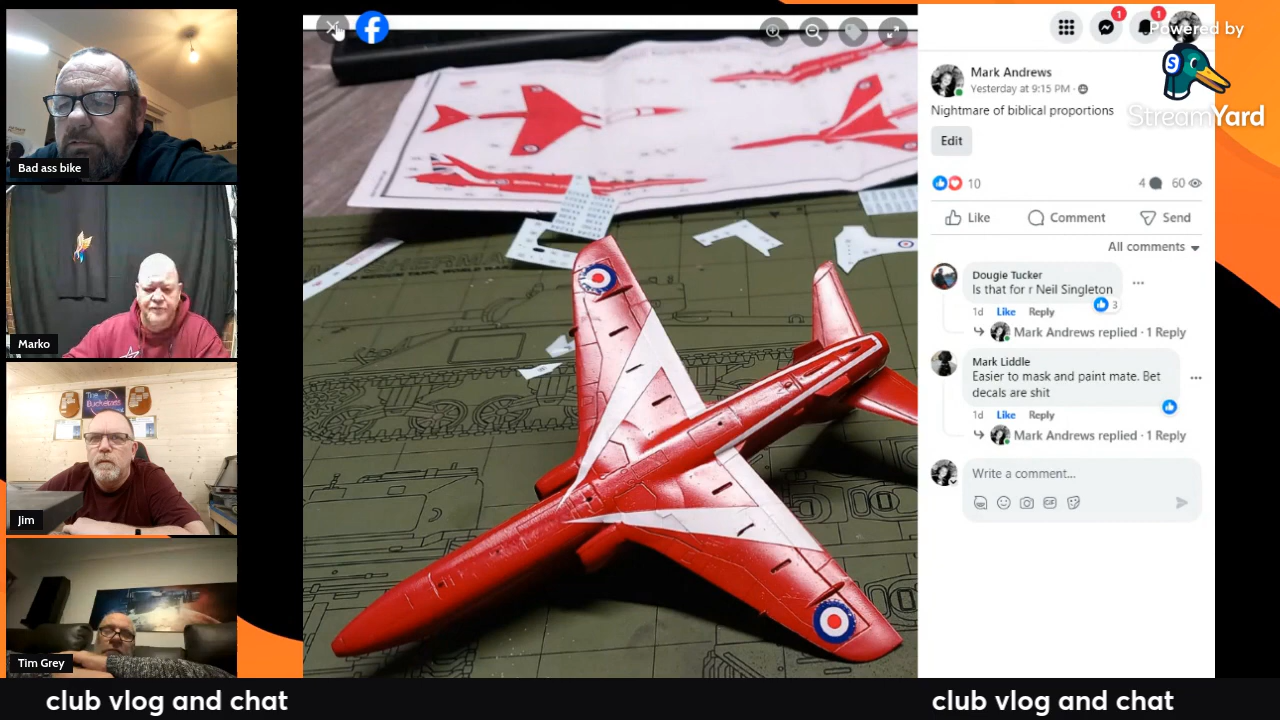 Bad ass bike
Marko
The
Jim
Tim Grey
Mark Andrews
Yesterday at 9:15 PM
Nightmare of biblical proportions
Edit
10
4
60
Like
Comment
Send
All comments
Dougie Tucker
Is that for r Neil Singleton
3
1d Like Reply
Mark Andrews replied · 1 Reply
Mark Liddle
Easier to mask and paint mate. Bet
decals are shit
1d Like Reply
Mark Andrews replied · 1 Reply
Write a comment...
GIF
1
1
Powered by
S
StreamYard
club vlog and chat
club vlog and chat